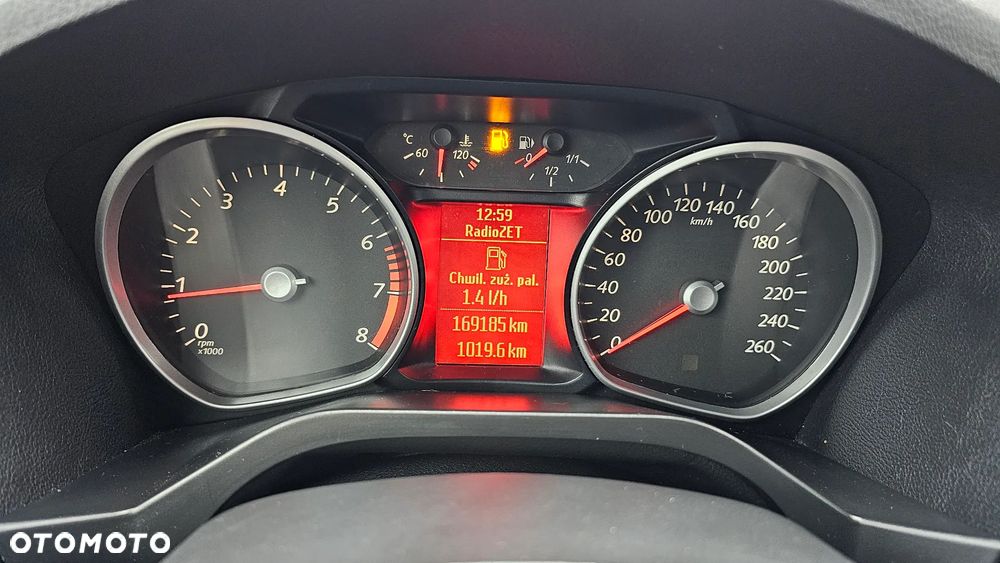 °C
60
120
0
1/2
1/1
0
1
2
3
4
5
6
7
8
rpm
x1000
12:59
RadioZET
Chwil. zuż. pal.
1.4 l/h
169185 km
1019.6 km
0
20
40
60
80
100
120
140
160
180
200
220
240
260
km/h
OTOMOTO